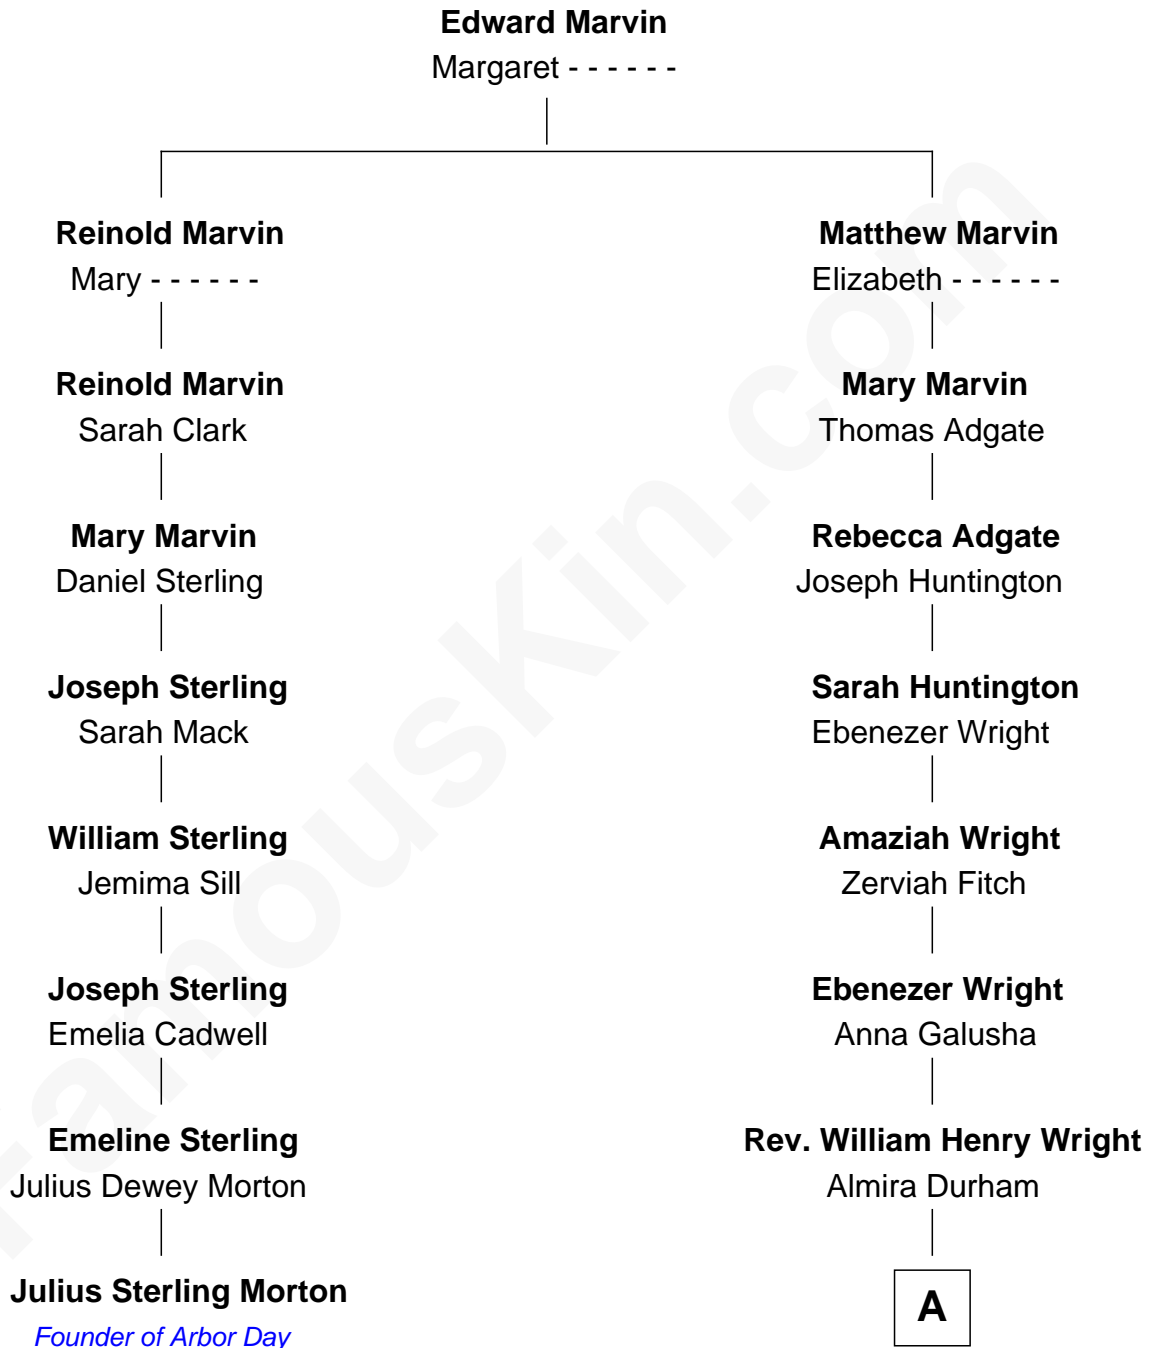 Edward Marvin
Margaret - - - - - -
Reinold Marvin
Mary - - - - - -
Matthew Marvin
Elizabeth - - - - - -
Reinold Marvin
Sarah Clark
Mary Marvin
Thomas Adgate
Mary Marvin
Daniel Sterling
Rebecca Adgate
Joseph Huntington
Joseph Sterling
Sarah Mack
Sarah Huntington
Ebenezer Wright
William Sterling
Jemima Sill
Amaziah Wright
Zerviah Fitch
Joseph Sterling
Emelia Cadwell
Ebenezer Wright
Anna Galusha
Emeline Sterling
Julius Dewey Morton
Rev. William Henry Wright
Almira Durham
Julius Sterling Morton
Founder of Arbor Day
A
FamousKin.com